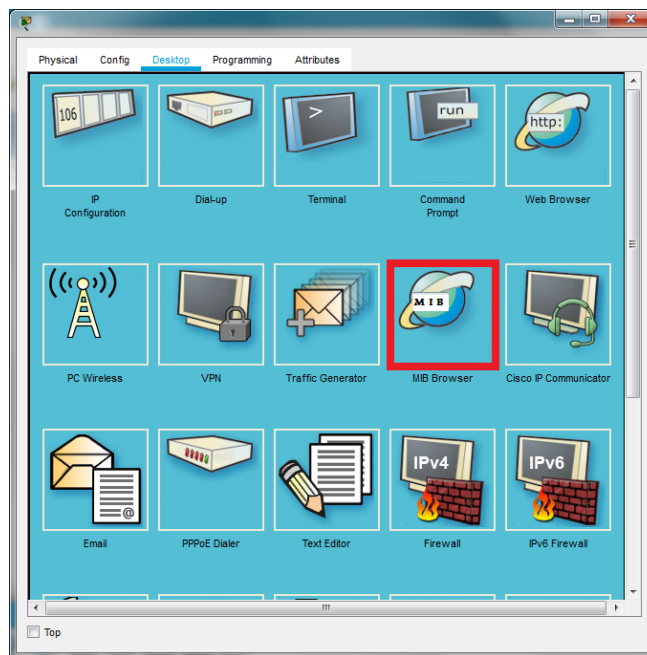 Physical Config Desktop Programming Attributes
106
>
run
http:
IP Configuration
Dial-up
Terminal
Command Prompt
Web Browser
MIB
PC Wireless
VPN
Traffic Generator
MIB Browser
Cisco IP Communicator
@
IPv4
IPv6
Email
PPPoE Dialer
Text Editor
Firewall
IPv6 Firewall
Top